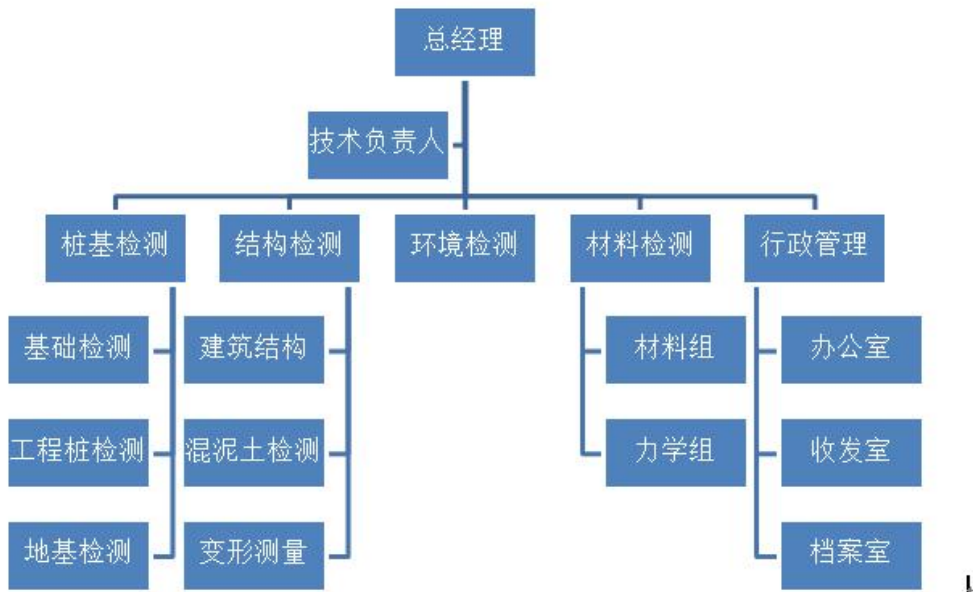 总经理
技术负责人
桩基检测
结构检测
环境检测
材料检测
行政管理
基础检测
建筑结构
材料组
办公室
工程桩检测
混泥土检测
力学组
收发室
地基检测
变形测量
档案室